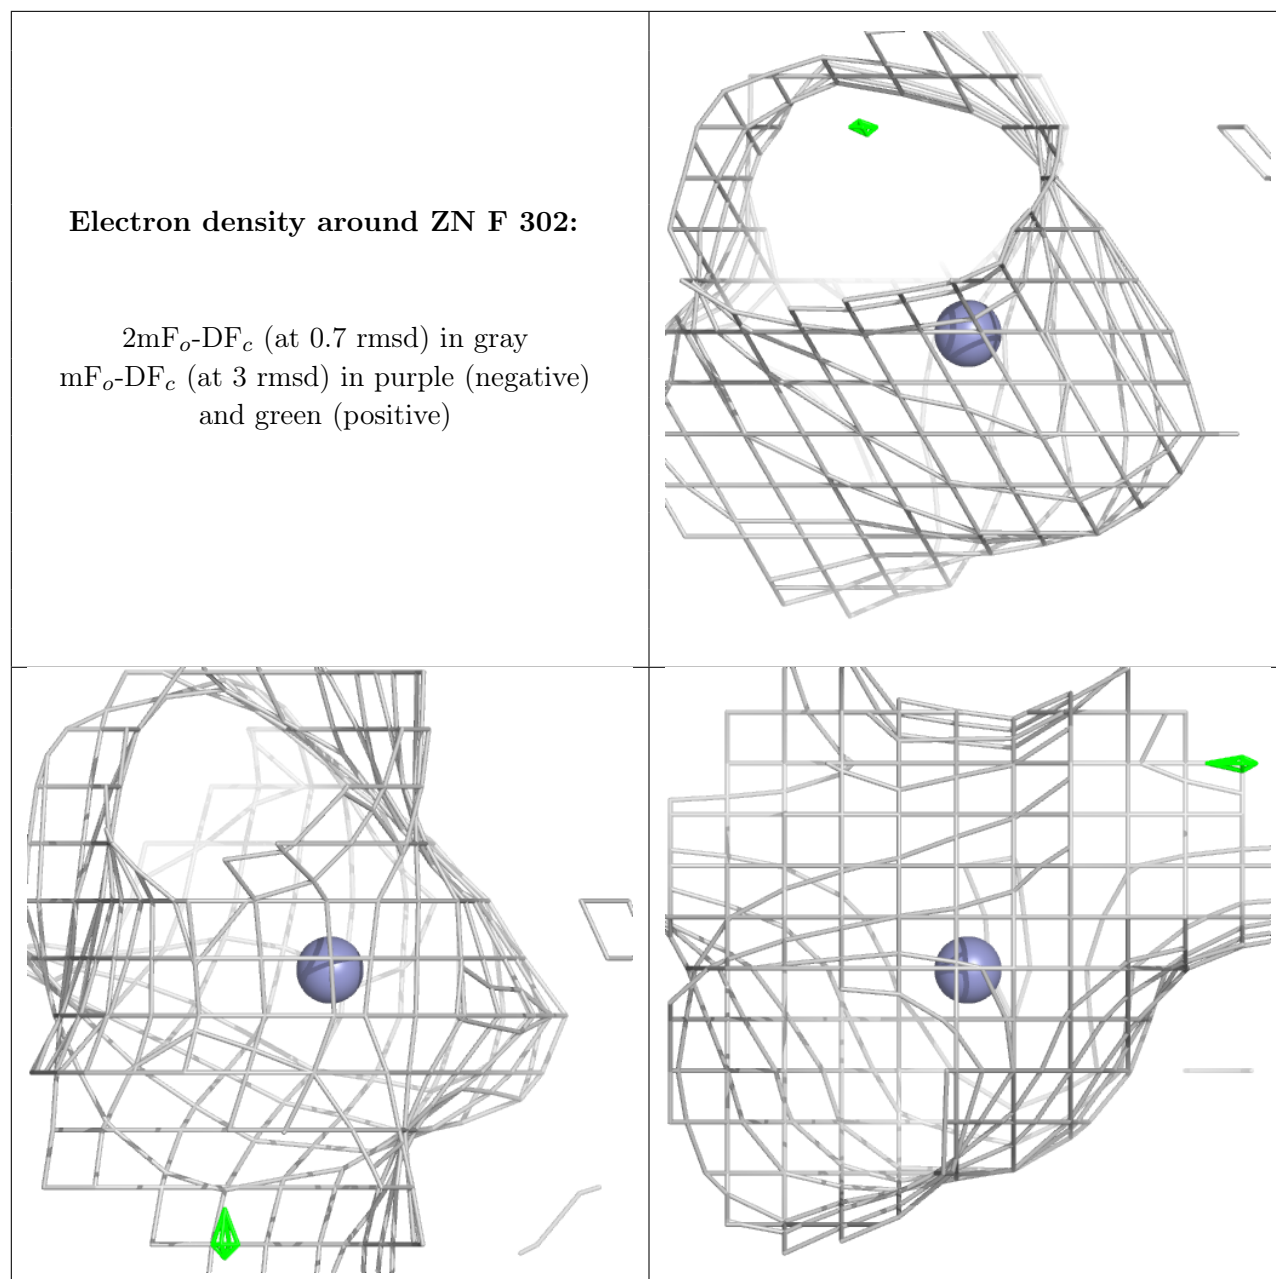 Electron density around ZN F 302:
2mFo-DFc (at 0.7 rmsd) in gray
mFo-DFc (at 3 rmsd) in purple (negative)
and green (positive)